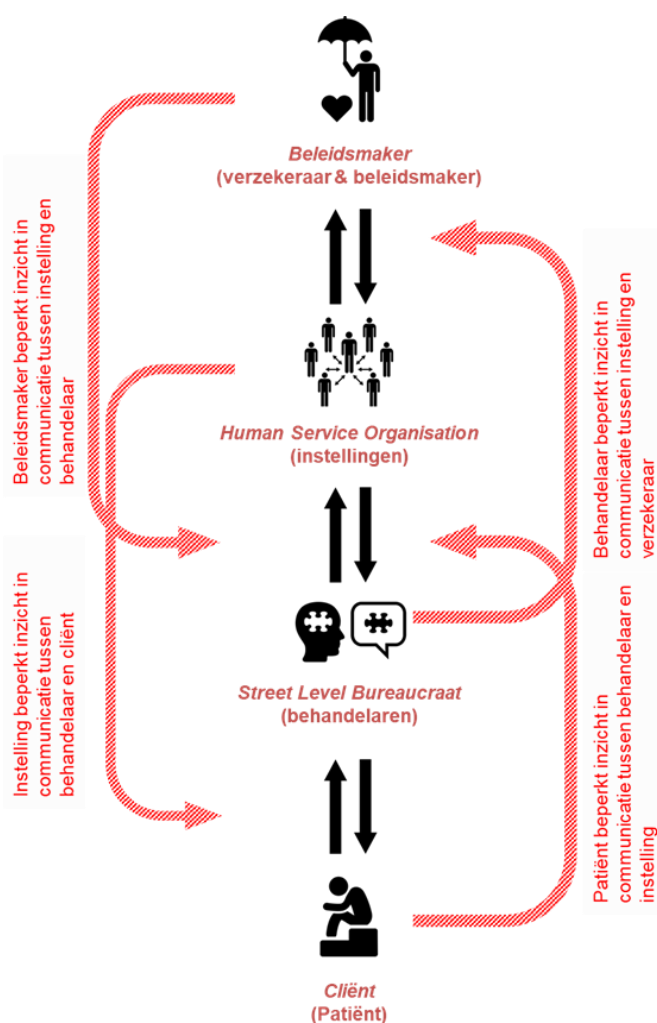 Beleidsmaker
(verzekeraar & beleidsmaker)
Beleidsmaker beperkt inzicht in
communicatie tussen instelling en
behandelaar
Behandelaar beperkt inzicht in
communicatie tussen instelling en
verzekeraar
Human Service Organisation
(instellingen)
Instelling beperkt inzicht in
communicatie tussen
behandelaar en cliënt
Patiënt beperkt inzicht in
communicatie tussen behandelaar en
instelling
Street Level Bureaucraat
(behandelaren)
Cliënt
(Patiënt)